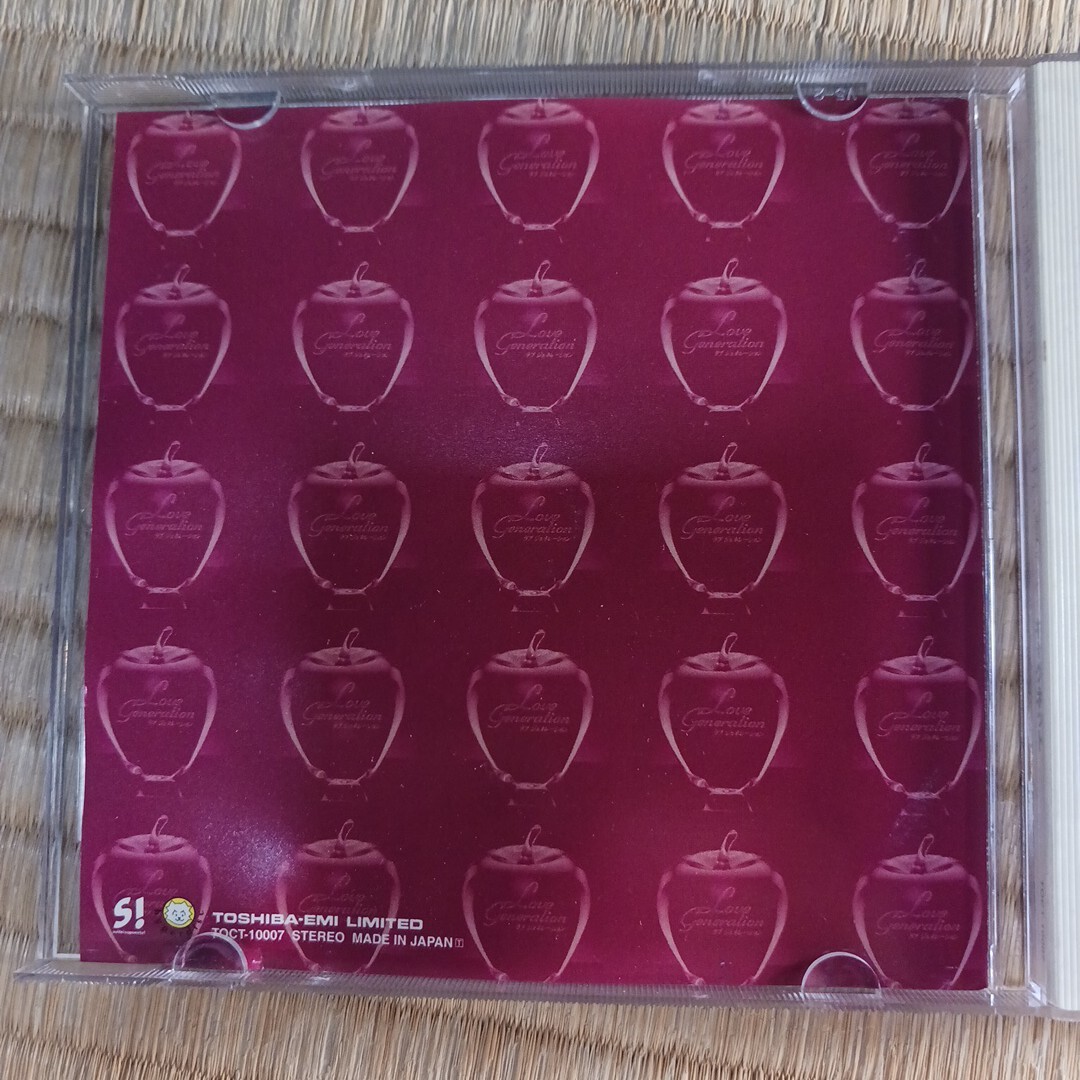 Love
Generation
ラブ ジェネレーション
S!
TOSHIBA-EMI LIMITED
TOCT-10007 STEREO MADE IN JAPAN T